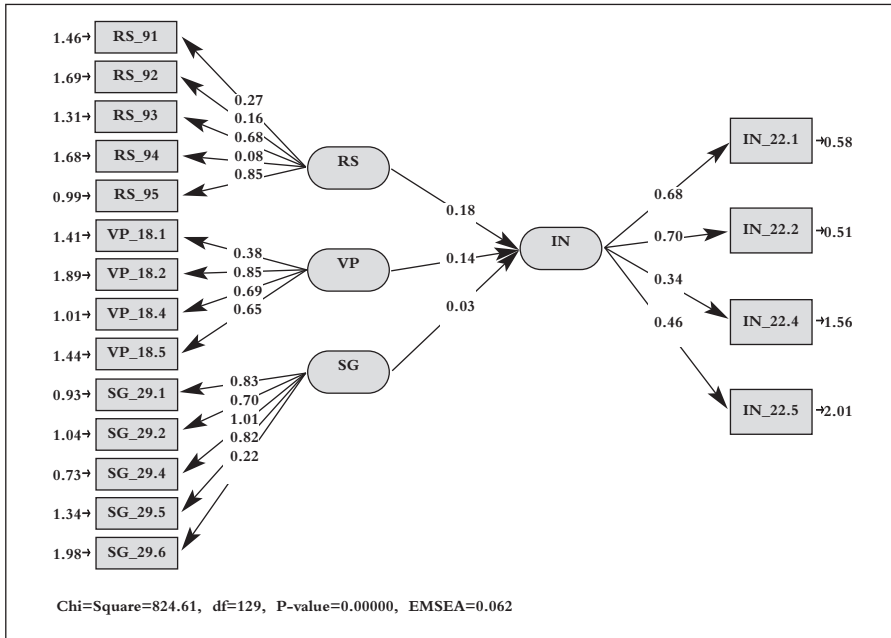 1.46 RS_91
1.69 RS_92
1.31 RS_93
1.68 RS_94
0.99 RS_95
1.41 VP_18.1
1.89 VP_18.2
1.01 VP_18.4
1.44 VP_18.5
0.93 SG_29.1
1.04 SG_29.2
0.73 SG_29.4
1.34 SG_29.5
1.98 SG_29.6
0.27
0.16
0.68
0.08
0.85
0.38
0.85
0.69
0.65
0.83
0.70
1.01
0.82
0.22
RS
VP
SG
0.18
0.14
0.03
IN
0.68
0.70
0.34
0.46
IN_22.1 0.58
IN_22.2 0.51
IN_22.4 1.56
IN_22.5 2.01
Chi=Square=824.61, df=129, P-value=0.00000, EMSEA=0.062